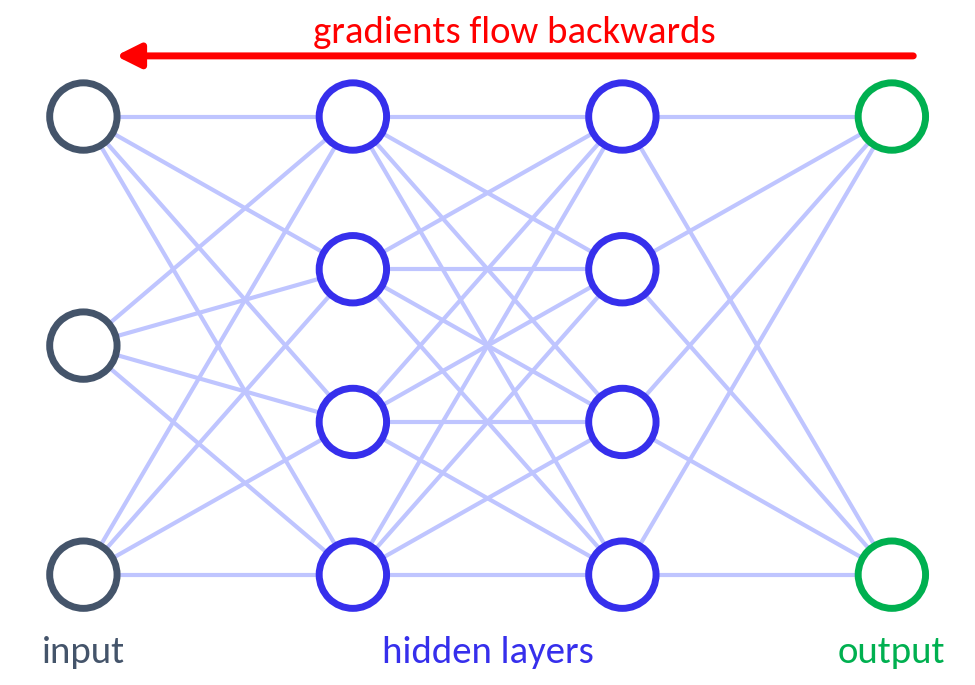 gradients flow backwards
input
hidden layers
output